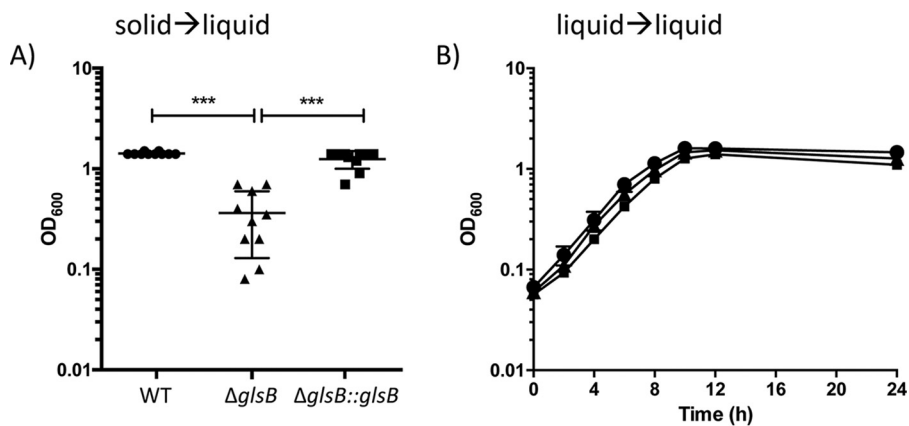 solid→liquid
A)
10
1
0.1
0.01
OD600
***
***
WT
ΔglsB
ΔglsB::glsB
liquid→liquid
B)
10
1
0.1
0.01
OD600
0
4
8
12
16
20
24
Time (h)